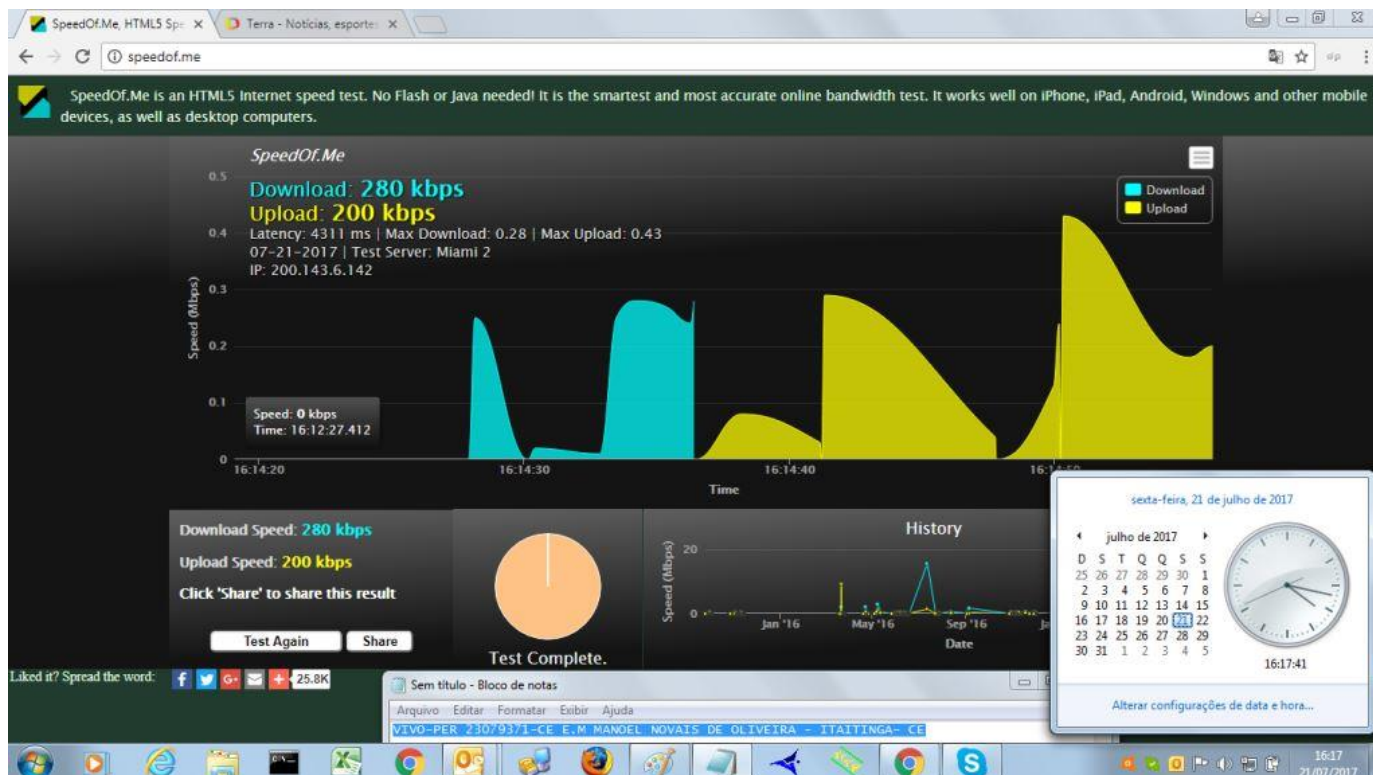 SpeedOf.Me, HTML5 Spe
Terra - Notícias, esportes
speedof.me
SpeedOf.Me is an HTML5 Internet speed test. No Flash or Java needed! It is the smartest and most accurate online bandwidth test. It works well on iPhone, iPad, Android, Windows and other mobile
devices, as well as desktop computers.
SpeedOf.Me
Download: 280 kbps
Upload: 200 kbps
Latency: 4311 ms | Max Download: 0.28 | Max Upload: 0.43
07-21-2017 | Test Server: Miami 2
IP: 200.143.6.142
Download
Upload
0.5
0.4
0.3
0.2
0.1
0
Speed (Mbps)
Speed: 0 kbps
Time: 16:12:27.412
16:14:20 16:14:30 16:14:40
Time
Download Speed: 280 kbps
Upload Speed: 200 kbps
Click 'Share' to share this result
Test Again Share
Test Complete.
History
Speed (Mbps)
20
0
Jan '16 May '16 Sep '16
Date
sexta-feira, 21 de julho de 2017
julho de 2017
D S T Q Q S S
25 26 27 28 29 30 1
2 3 4 5 6 7 8
9 10 11 12 13 14 15
16 17 18 19 20 21 22
23 24 25 26 27 28 29
30 31 1 2 3 4 5
16:17:41
Alterar configurações de data e hora...
Liked it? Spread the word:
25.8K
Sem título - Bloco de notas
Arquivo Editar Formatar Exibir Ajuda
VIVO-PER 2307937/1-CE E.M MANOEL NOVAIS DE OLIVEIRA - ITAITINGA- CE
16:17
21/07/2017